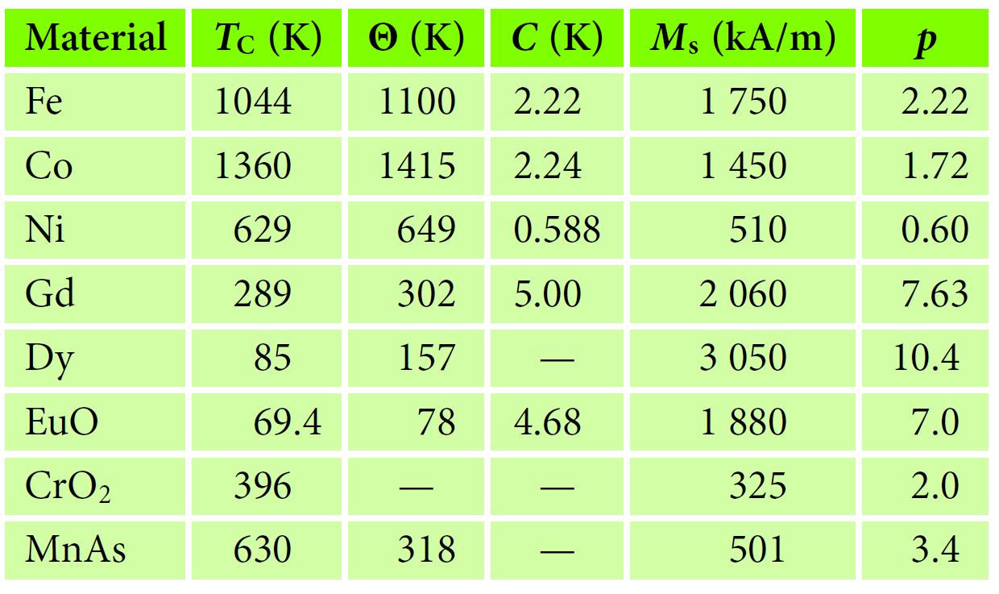 Material T_C (K) Θ (K) C (K) M_s (kA/m) p
Fe 1044 1100 2.22 1 750 2.22
Co 1360 1415 2.24 1 450 1.72
Ni 629 649 0.588 510 0.60
Gd 289 302 5.00 2 060 7.63
Dy 85 157 — 3 050 10.4
EuO 69.4 78 4.68 1 880 7.0
CrO₂ 396 — — 325 2.0
MnAs 630 318 — 501 3.4